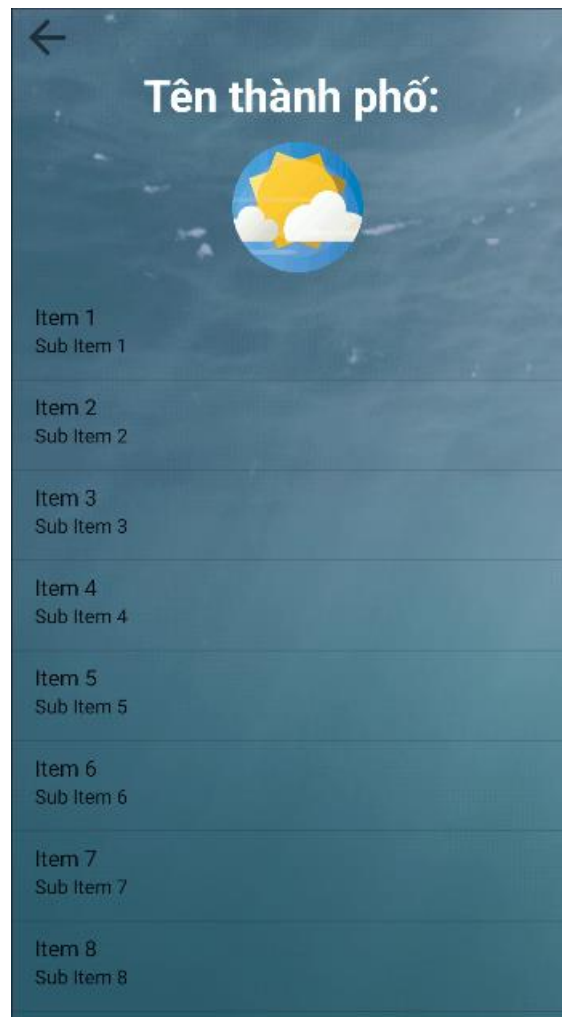 Tên thành phố:
Item 1
Sub Item 1
Item 2
Sub Item 2
Item 3
Sub Item 3
Item 4
Sub Item 4
Item 5
Sub Item 5
Item 6
Sub Item 6
Item 7
Sub Item 7
Item 8
Sub Item 8